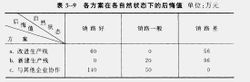 表3-9 各方案在各自然状态下的后悔值 单位:万元
后悔值 自然状态 方案 销路好 销路一般 销路差
a. 改进生产线 60 0 56
b. 新建生产线 0 20 96
c. 与其他企业协作 140 50 0